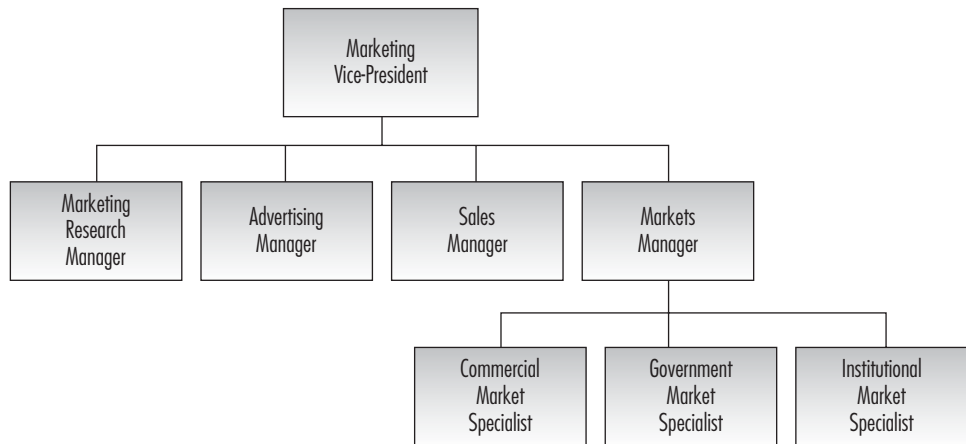 Marketing
Vice-President
Marketing
Research
Manager
Advertising
Manager
Sales
Manager
Markets
Manager
Commercial
Market
Specialist
Government
Market
Specialist
Institutional
Market
Specialist